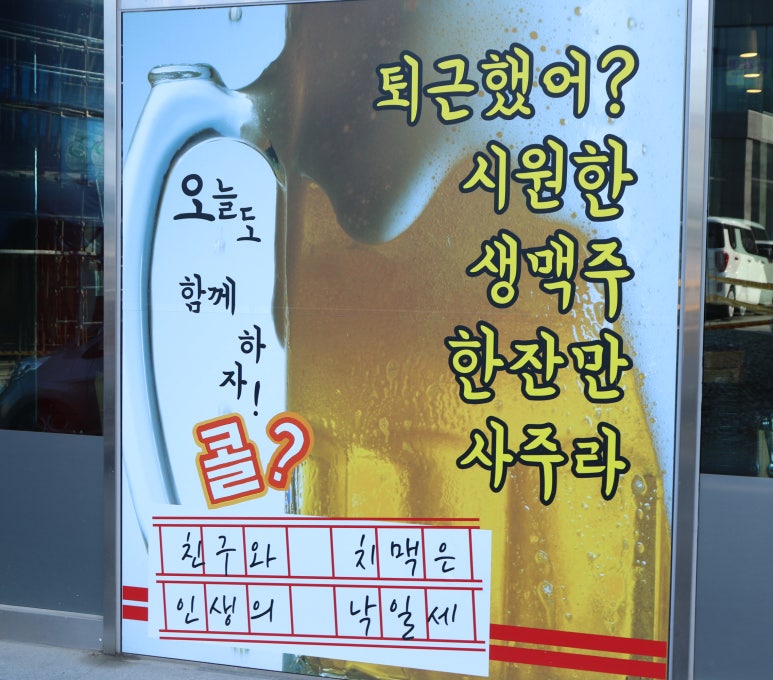 퇴근했어?
시원한
생맥주
한잔만
사주라
오늘도
함께
하
자!
콜?
친구와 치맥은
인생의 낙일세